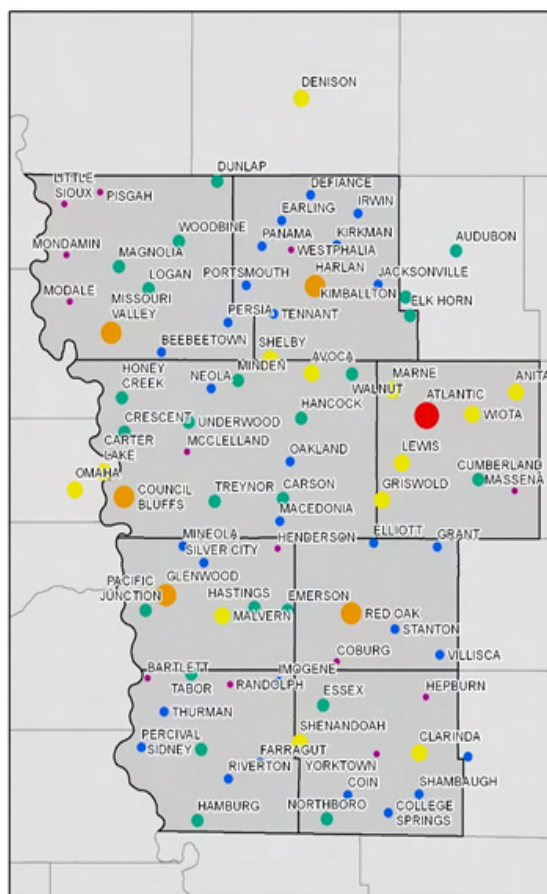 DENISON
DUNLAP
LITTLE
SIOUX
PISGAH
DEFIANCE
EARLING
IRWIN
WOODBINE
PANAMA
KIRKMAN
WESTPHALIA
AUDUBON
MONDAMIN
MAGNOLIA
HARLAN
LOGAN
PORTSMOUTH
JACKSONVILLE
MODALE
MISSOURI
VALLEY
KIMBALLTON
ELK HORN
PERSIA
TENNANT
BEEBEETOWN
SHELBY
HONEY
CREEK
NEOLA
MINDEN
AVOCA
WALNUT
MARNE
ANITA
ATLANTIC
WIOTA
CRESCENT
UNDERWOOD
HANCOCK
CARTER
LAKE
MCCLELLAND
OAKLAND
LEWIS
OMAHA
COUNCIL
BLUFFS
TREYNOR
CARSON
GRISWOLD
CUMBERLAND
MASSENA
MACEDONIA
MINEOLA
SILVER CITY
HENDERSON
ELLIOTT
GRANT
PACIFIC
JUNCTION
GLENWOOD
HASTINGS
EMERSON
MALVERN
RED OAK
STANTON
COBURG
VILLISCA
BARTLETT
TABOR
RANDOLPH
IMOGENE
ESSEX
HEPBURN
THURMAN
SHENANDOAH
PERCIVAL
SIDNEY
FARRAGUT
CLARINDA
RIVERTON
YORKTOWN
COIN
SHAMBAUGH
HAMBURG
NORTHBORO
COLLEGE
SPRINGS